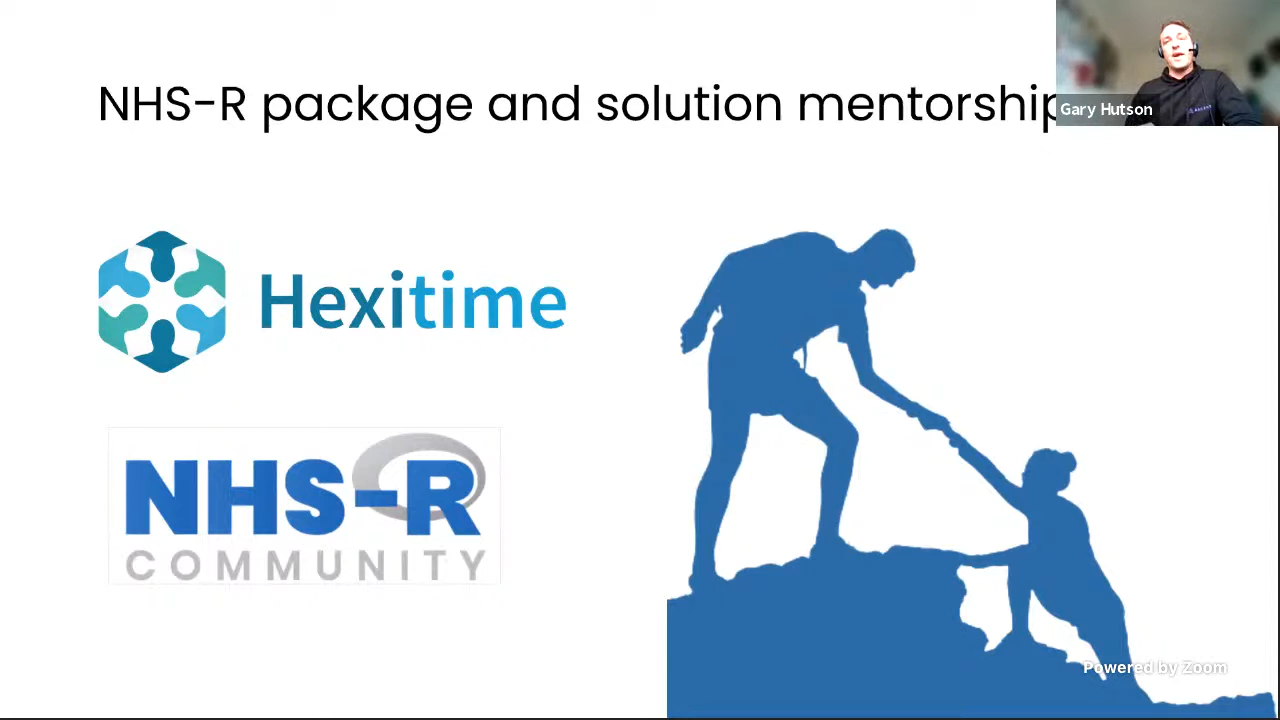 NHS-R package and solution mentorship
Gary Hutson
Hexitime
NHS-R
COMMUNITY
Powered by Zoom